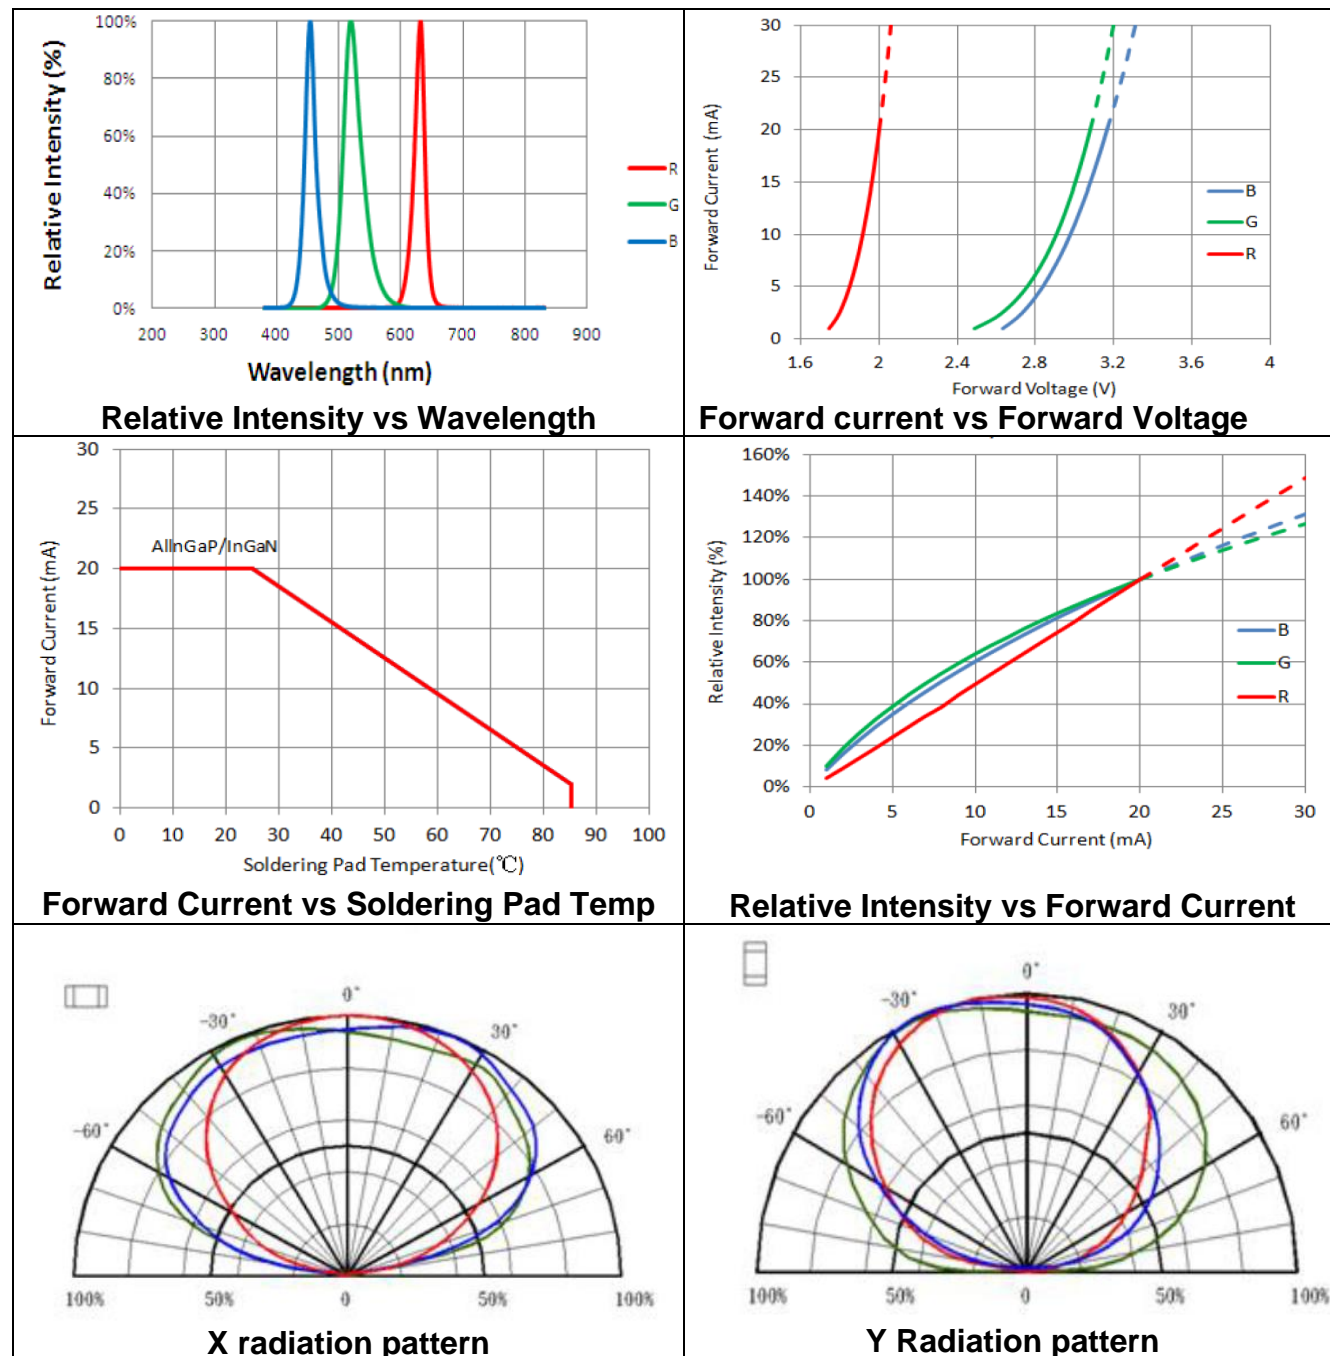 100%
80%
60%
40%
20%
0%
Relative Intensity (%)
200 300 400 500 600 700 800 900
Wavelength (nm)
R
G
B
Relative Intensity vs Wavelength
30
25
20
15
10
5
0
Forward Current (mA)
1.6 2 2.4 2.8 3.2 3.6 4
Forward Voltage (V)
B
G
R
Forward current vs Forward Voltage
30
25
20
15
10
5
0
Forward Current (mA)
AlInGaP/InGaN
0 10 20 30 40 50 60 70 80 90 100
Soldering Pad Temperature(℃)
Forward Current vs Soldering Pad Temp
160%
140%
120%
100%
80%
60%
40%
20%
0%
Relative Intensity (%)
0 5 10 15 20 25 30
Forward Current (mA)
B
G
R
Relative Intensity vs Forward Current
0°
-30° 30°
-60° 60°
100% 50% 0 50% 100%
X radiation pattern
0°
-30° 30°
-60° 60°
100% 50% 0 50% 100%
Y Radiation pattern